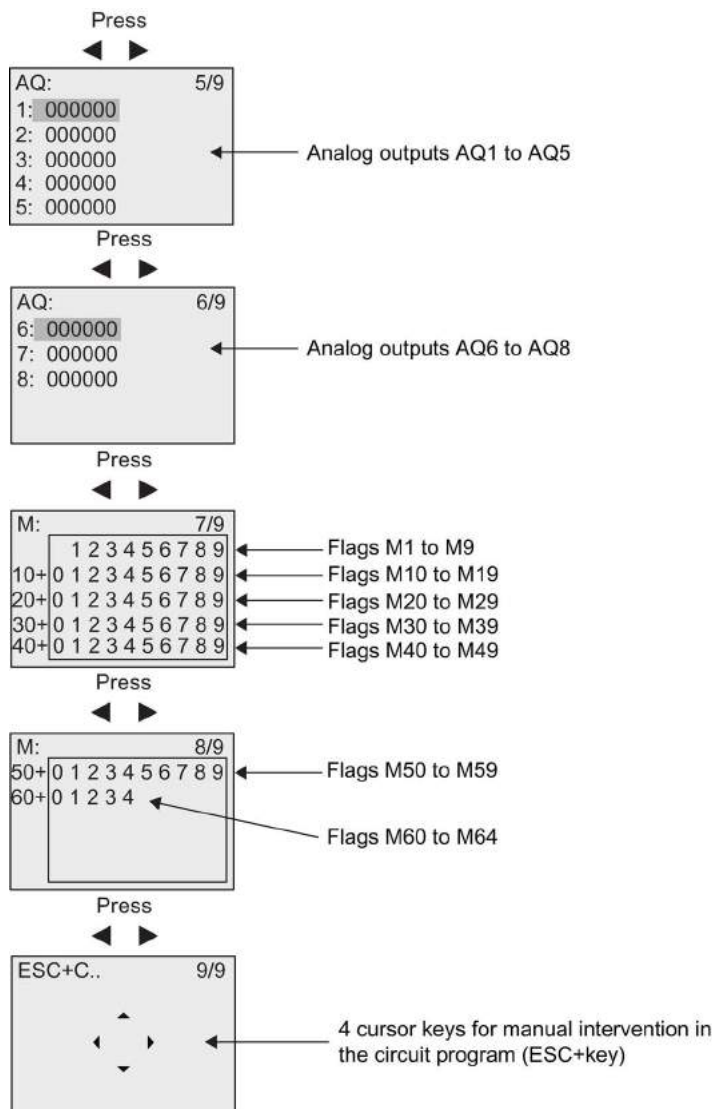 Press
◀ ▶
AQ: 5/9
1: 000000
2: 000000
3: 000000
4: 000000
5: 000000
Analog outputs AQ1 to AQ5
Press
◀ ▶
AQ: 6/9
6: 000000
7: 000000
8: 000000
Analog outputs AQ6 to AQ8
Press
◀ ▶
M: 7/9
1 2 3 4 5 6 7 8 9 Flags M1 to M9
10+0 1 2 3 4 5 6 7 8 9 Flags M10 to M19
20+0 1 2 3 4 5 6 7 8 9 Flags M20 to M29
30+0 1 2 3 4 5 6 7 8 9 Flags M30 to M39
40+0 1 2 3 4 5 6 7 8 9 Flags M40 to M49
Press
◀ ▶
M: 8/9
50+0 1 2 3 4 5 6 7 8 9 Flags M50 to M59
60+0 1 2 3 4
Flags M60 to M64
Press
◀ ▶
ESC+C.. 9/9
4 cursor keys for manual intervention in
the circuit program (ESC+key)